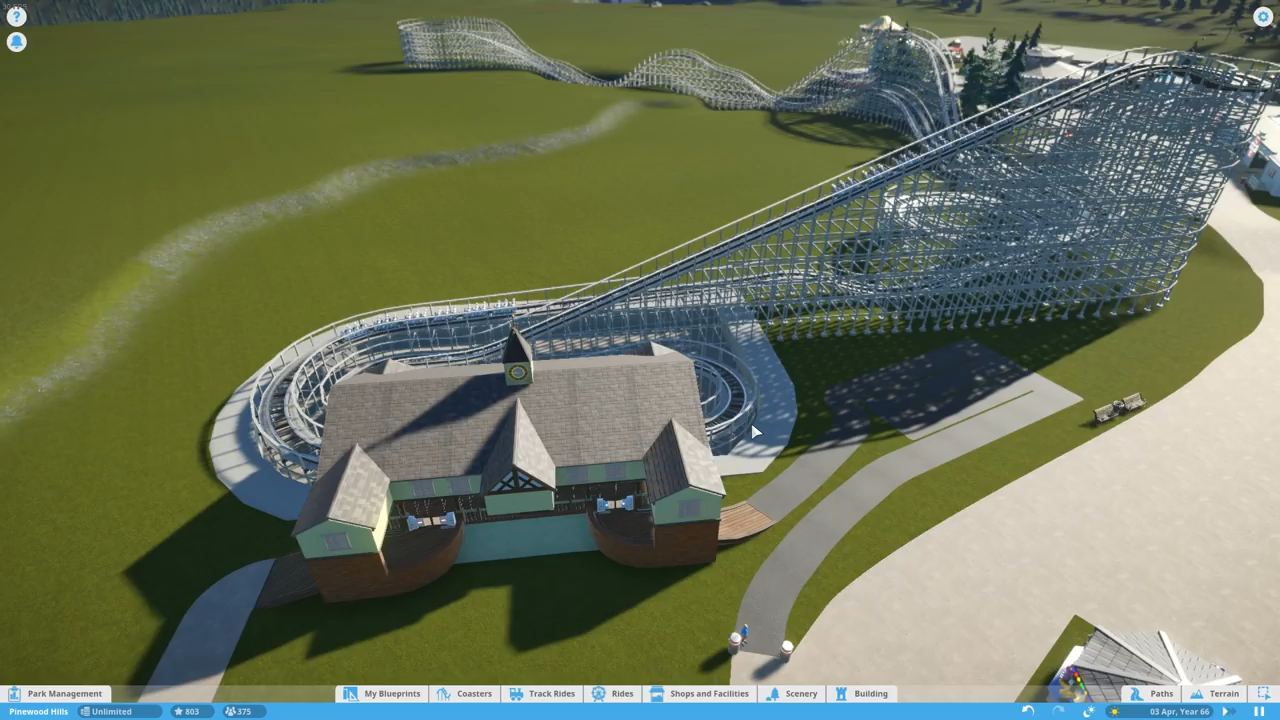 ?
Park Management
My Blueprints
Coasters
Track Rides
Rides
Shops and Facilities
Scenery
Building
Paths
Terrain
Pinewood Hills
Unlimited
803
375
03 Apr, Year 66